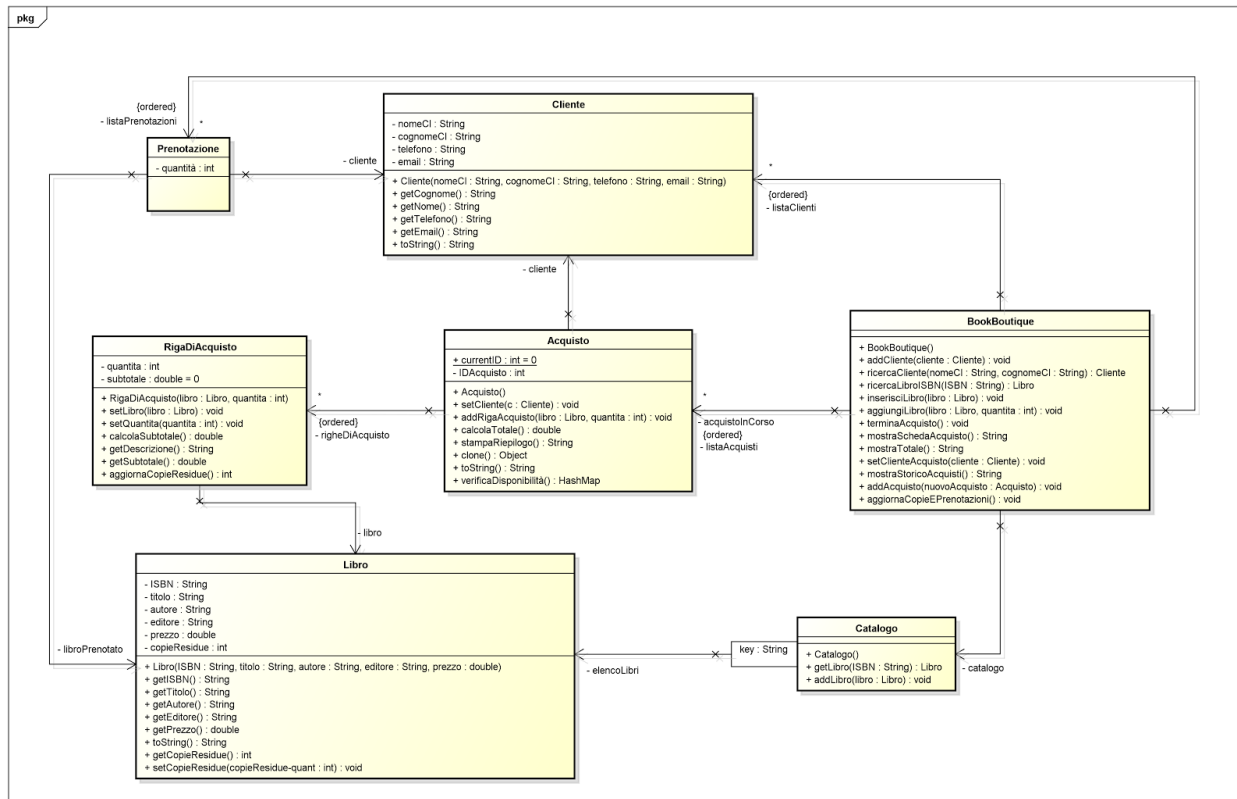 pkg
{ordered}
- listaPrenotazioni
*
Prenotazione
- quantità : int
- cliente
Cliente
- nomeCl : String
- cognomeCl : String
- telefono : String
- email : String
+ Cliente(nomeCl : String, cognomeCl : String, telefono : String, email : String)
+ getCognome() : String
+ getNome() : String
+ getTelefono() : String
+ getEmail() : String
+ toString() : String
*
{ordered}
- listaClienti
- cliente
RigaDiAcquisto
- quantita : int
- subtotale : double = 0
+ RigaDiAcquisto(libro : Libro, quantita : int)
+ setLibro(libro : Libro) : void
+ setQuantita(quantita : int) : void
+ calcolaSubtotale() : double
+ getDescrizione() : String
+ getSubtotale() : double
+ aggiornaCopieResidue() : int
*
{ordered}
- righeDiAcquisto
Acquisto
+ currentID : int = 0
- IDAcquisto : int
+ Acquisto()
+ setCliente(c : Cliente) : void
+ addRigaAcquisto(libro : Libro, quantita : int) : void
+ calcolaTotale() : double
+ stampaRiepilogo() : String
+ clone() : Object
+ toString() : String
+ verificaDisponibilità() : HashMap
*
- acquistoInCorso
{ordered}
- listaAcquisti
BookBoutique
+ BookBoutique()
+ addCliente(cliente : Cliente) : void
+ ricercaCliente(nomeCl : String, cognomeCl : String) : Cliente
+ ricercaLibroISBN(ISBN : String) : Libro
+ inserisciLibro(libro : Libro) : void
+ aggiungiLibro(libro : Libro, quantita : int) : void
+ terminaAcquisto() : void
+ mostraSchedaAcquisto() : String
+ mostraTotale() : String
+ setClienteAcquisto(cliente : Cliente) : void
+ mostraStoricoAcquisti() : String
+ addAcquisto(nuovoAcquisto : Acquisto) : void
+ aggiornaCopieEPrenotazioni() : void
- libro
- libroPrenotato
Libro
- ISBN : String
- titolo : String
- autore : String
- editore : String
- prezzo : double
- copieResidue : int
+ Libro(ISBN : String, titolo : String, autore : String, editore : String, prezzo : double)
+ getISBN() : String
+ getTitolo() : String
+ getAutore() : String
+ getEditore() : String
+ getPrezzo() : double
+ toString() : String
+ getCopieResidue() : int
+ setCopieResidue(copieResidue-quant : int) : void
- elencoLibri
key : String
Catalogo
+ Catalogo()
+ getLibro(ISBN : String) : Libro
+ addLibro(libro : Libro) : void
- catalogo